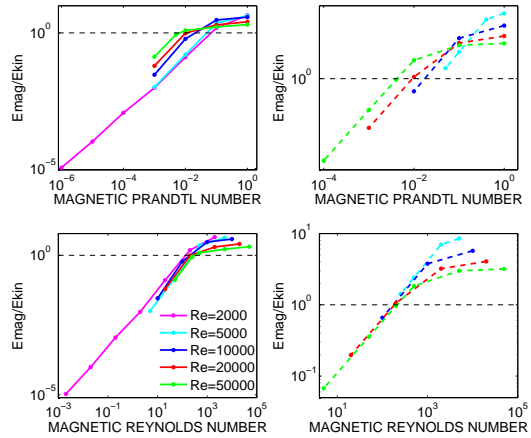 Emag/Ekin
10^0
10^-5
10^-6 10^-4 10^-2 10^0
MAGNETIC PRANDTL NUMBER
Emag/Ekin
10^0
10^-4 10^-3 10^-2 10^-1 10^0
MAGNETIC PRANDTL NUMBER
Emag/Ekin
10^0
10^-5
Re=2000
Re=5000
Re=10000
Re=20000
Re=50000
10^-2 10^1 10^3 10^5
MAGNETIC REYNOLDS NUMBER
Emag/Ekin
10^1
10^0
10^-1
10^1 10^3 10^5
MAGNETIC REYNOLDS NUMBER